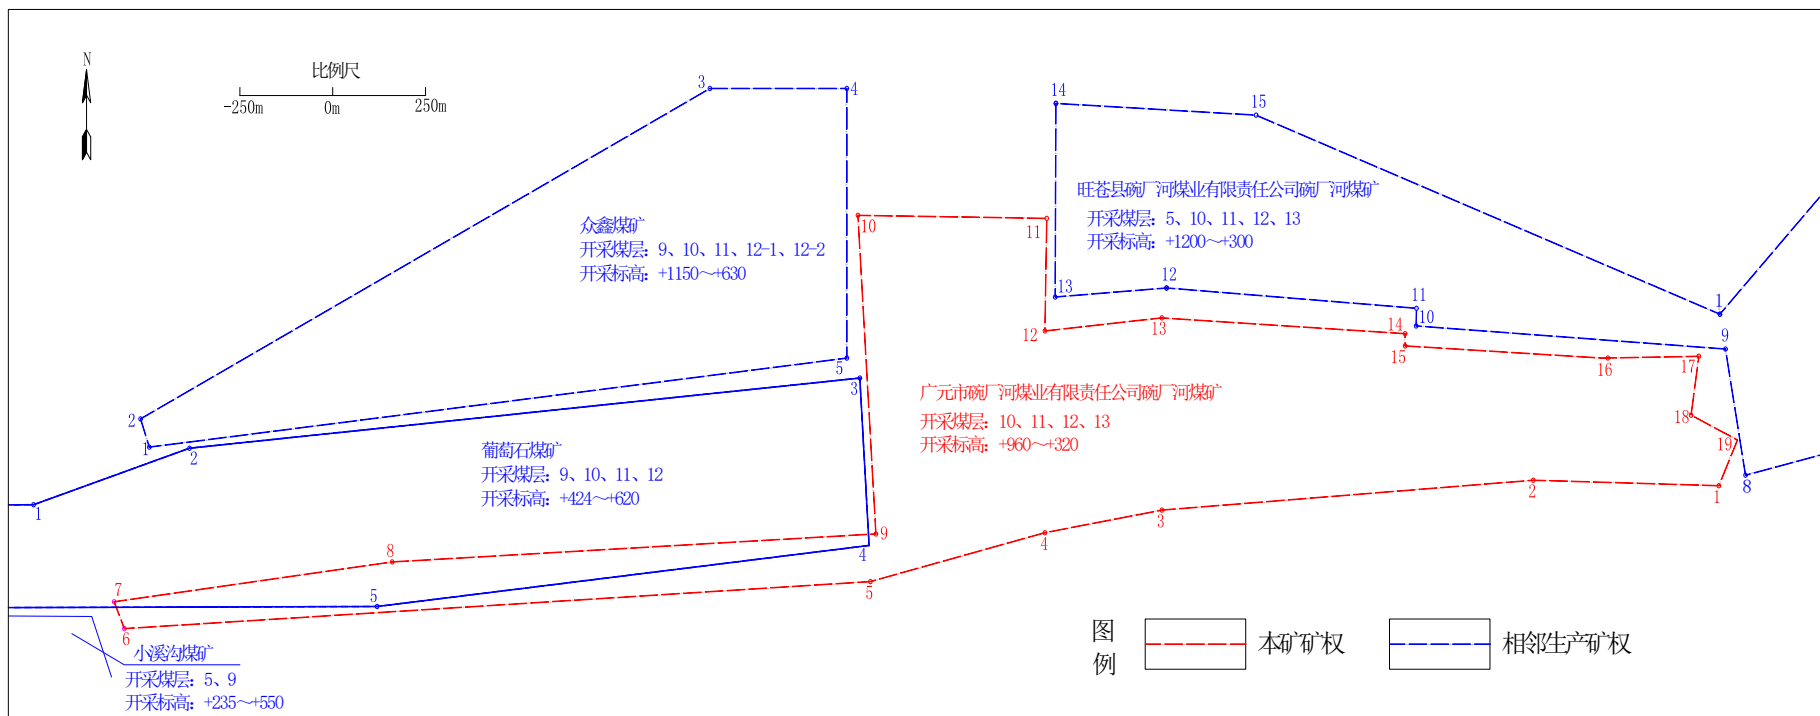 N
比例尺
-250m 0m 250m
3
4
14
15
旺苍县碗厂河煤业有限责任公司碗厂河煤矿
开采煤层: 5、10、11、12、13
开采标高: +1200~+300
众鑫煤矿
开采煤层: 9、10、11、12-1、12-2
开采标高: +1150~+630
10
11
12
13
11
10
1
9
12
13
14
15
16
17
5
3
2
1
2
广元市碗厂河煤业有限责任公司碗厂河煤矿
开采煤层: 10、11、12、13
开采标高: +960~+320
18
19
葡萄石煤矿
开采煤层: 9、10、11、12
开采标高: +424~+620
1
8
1
2
3
4
9
4
8
5
5
7
6
小溪沟煤矿
开采煤层: 5、9
开采标高: +235~+550
图例
本矿矿权
相邻生产矿权